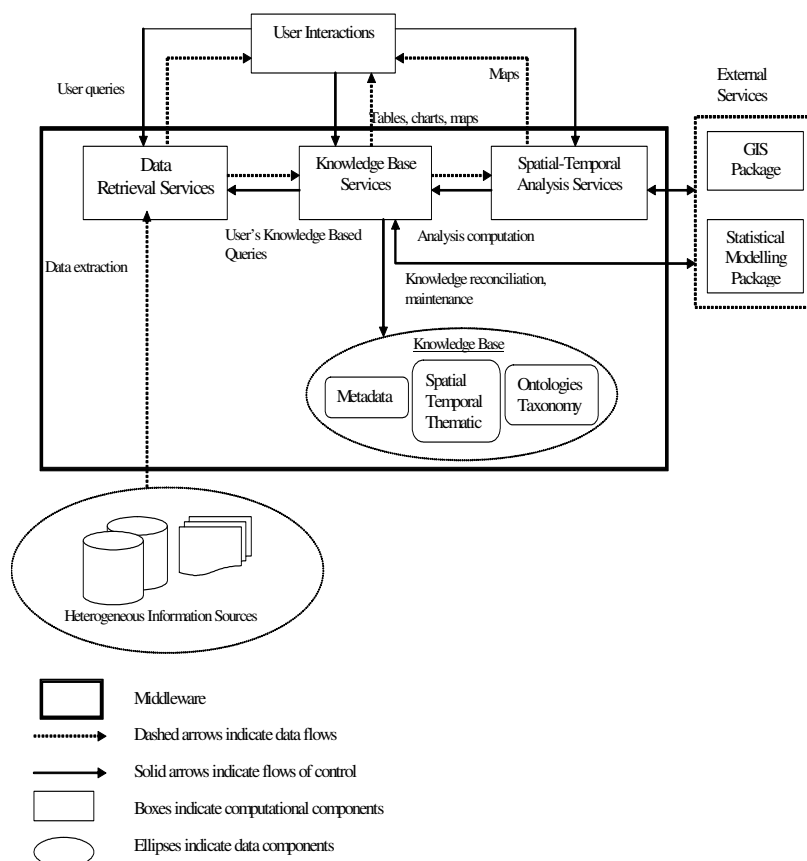 User Interactions
User queries
Maps
External
Services
Tables, charts, maps
Data
Retrieval Services
Knowledge Base
Services
Spatial-Temporal
Analysis Services
GIS
Package
User's Knowledge Based
Queries
Analysis computation
Statistical
Modelling
Package
Data extraction
Knowledge reconciliation,
maintenance
Knowledge Base
Metadata
Spatial
Temporal
Thematic
Ontologies
Taxonomy
Heterogeneous Information Sources
Middleware
Dashed arrows indicate data flows
Solid arrows indicate flows of control
Boxes indicate computational components
Ellipses indicate data components